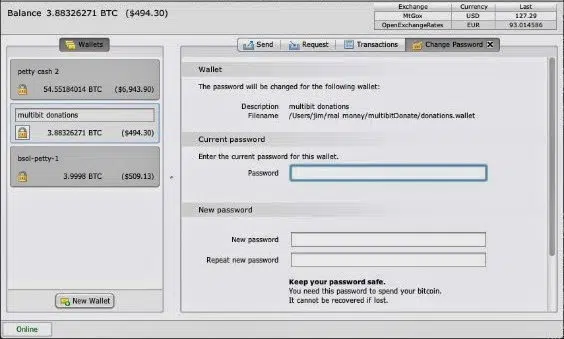 Balance 3.88326271 BTC ($494.30)
Exchange Currency Last
MtGox USD 127.29
OpenExchangeRates EUR 93.014586
Wallets
petty cash 2
54.55184014 BTC ($6,943.90)
multibit donations
3.88326271 BTC ($494.30)
bsol-petty-1
3.9998 BTC ($509.13)
New Wallet
Send Request Transactions Change Password X
Wallet
The password will be changed for the following wallet:
Description multibit donations
Filename /Users/jim/real money/multibitDonate/donations.wallet
Current password
Enter the current password for this wallet.
Password
New password
New password
Repeat new password
Keep your password safe.
You need this password to spend your bitcoin.
It cannot be recovered if lost.
Online